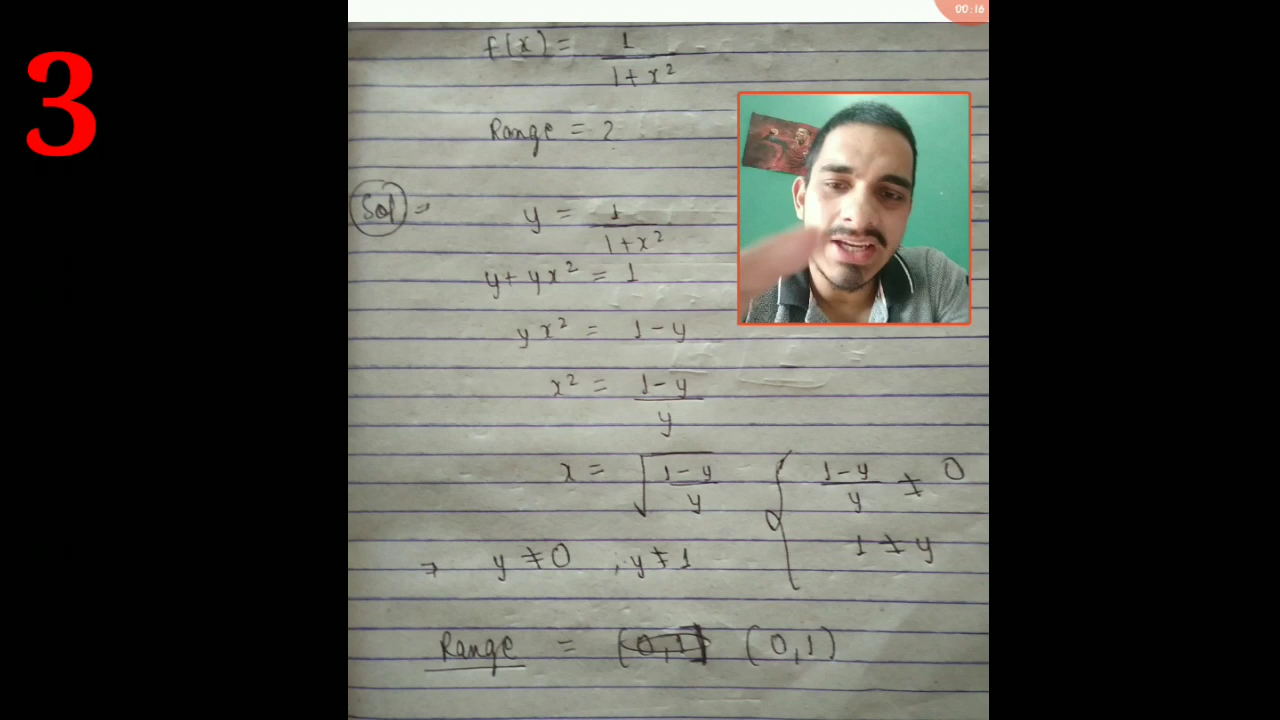 00:16
3
f(x) = 1/(1+x²)
Range = ?
Sol ⇒ y = 1/(1+x²)
y + yx² = 1
yx² = 1 - y
x² = (1-y)/y
x = √((1-y)/y) { (1-y)/y ≠ 0
1 ≠ y
⇒ y ≠ 0 , y ≠ 1
Range = (0,1] (0,1)